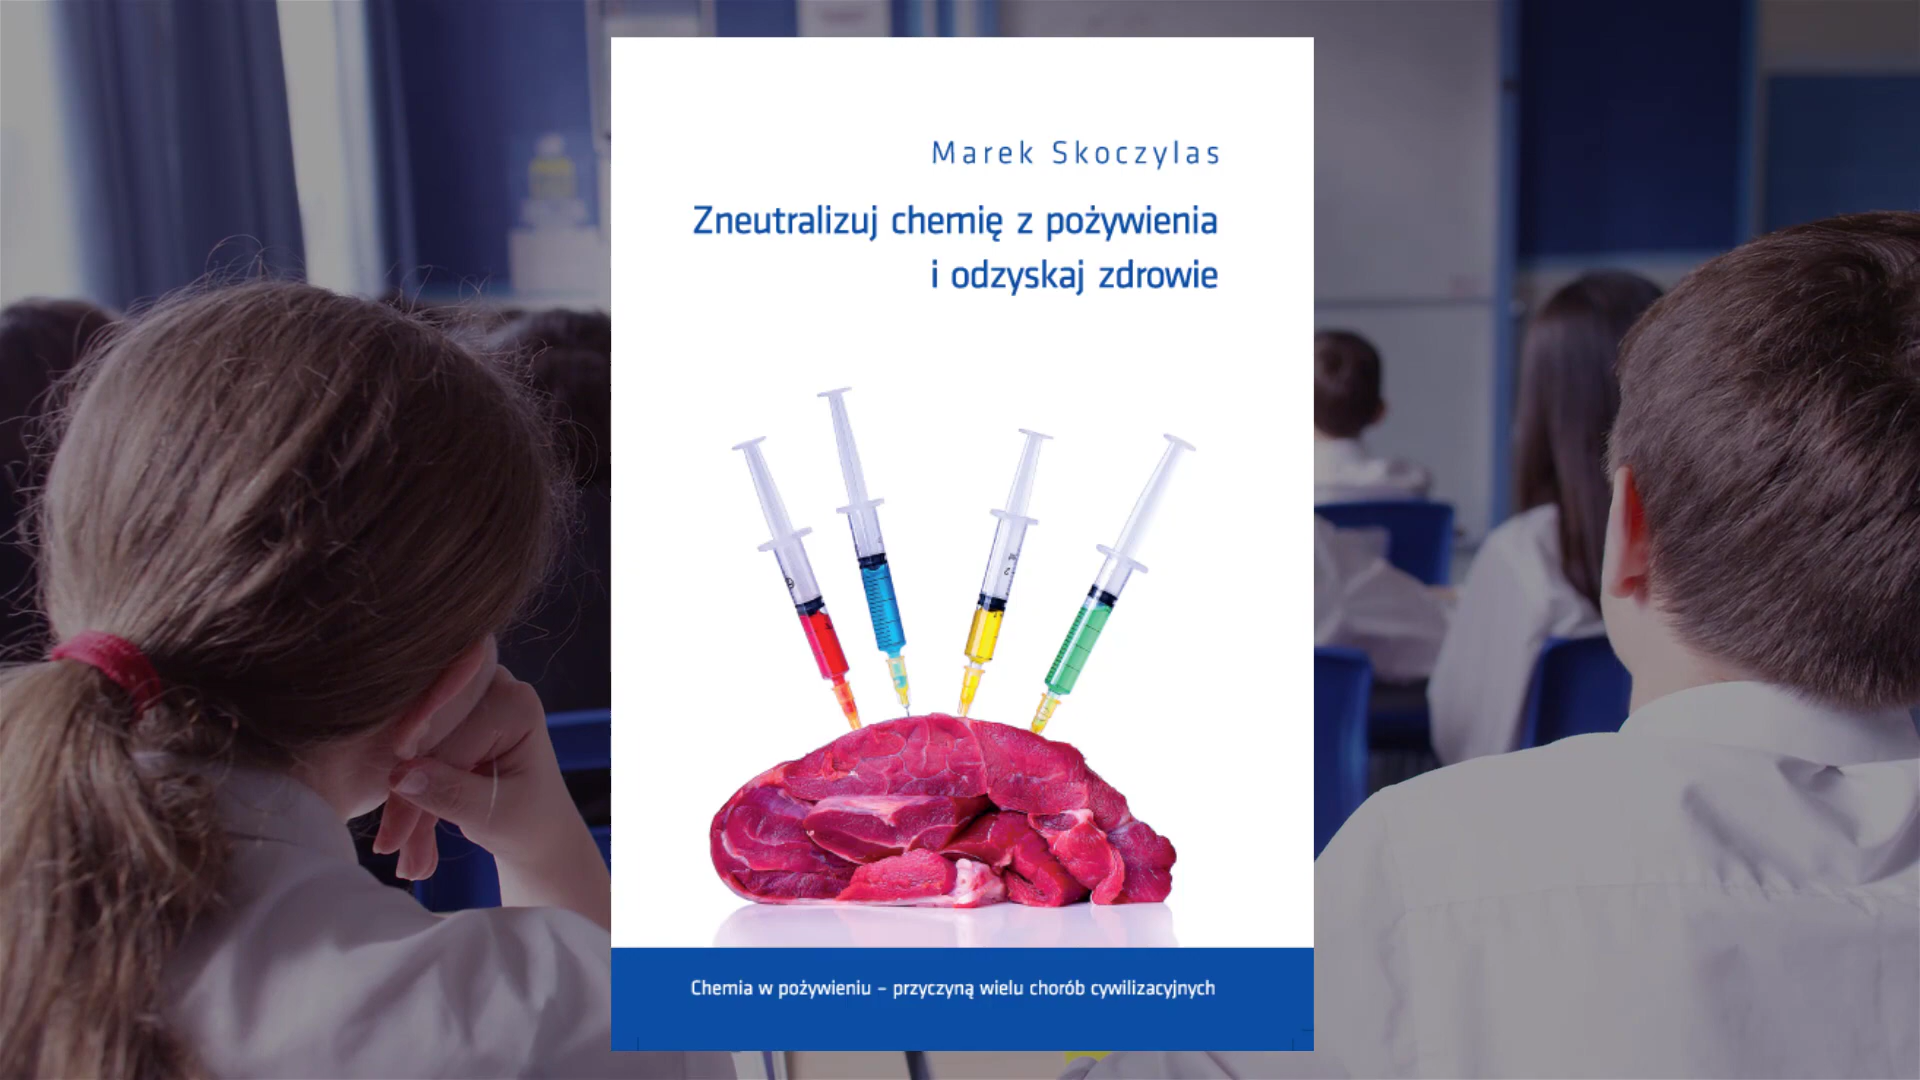 Marek Skoczylas
Zneutralizuj chemię z pożywienia
i odzyskaj zdrowie
Chemia w pożywieniu – przyczyną wielu chorób cywilizacyjnych